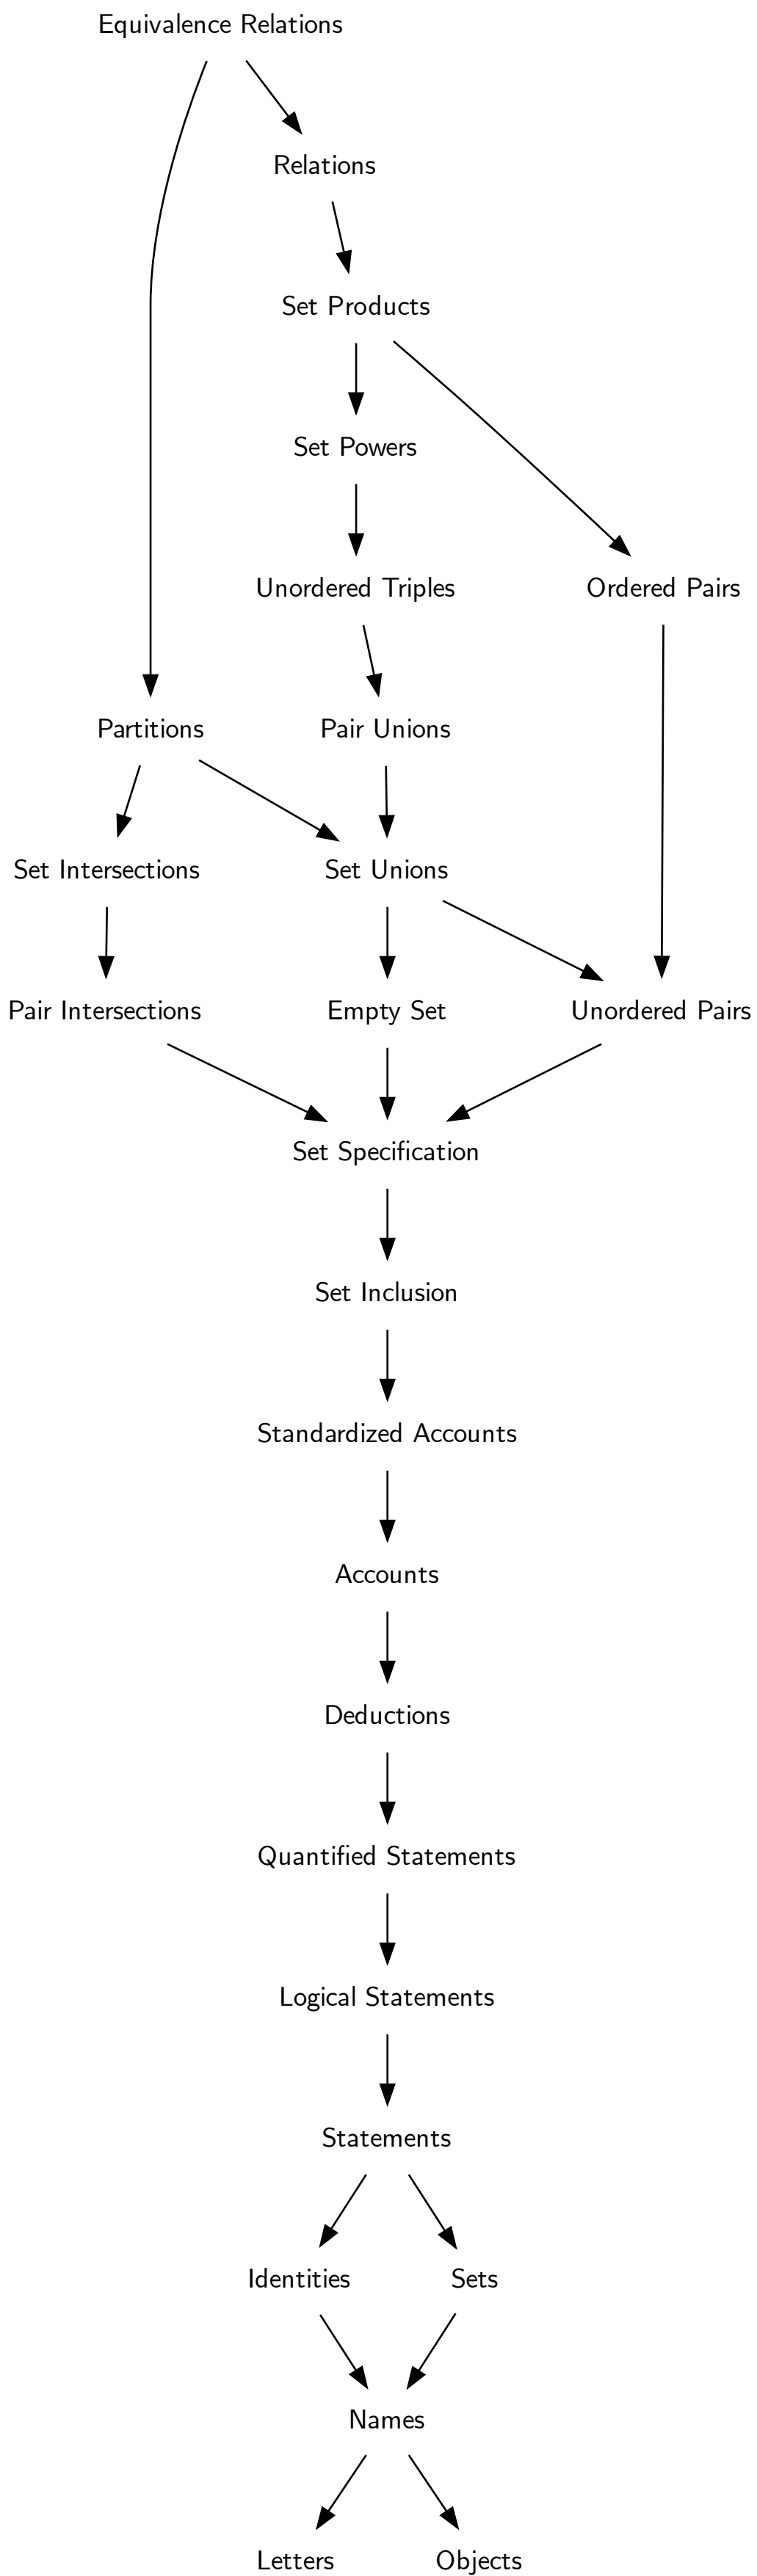 Equivalence Relations
Relations
Set Products
Set Powers
Unordered Triples
Ordered Pairs
Partitions
Pair Unions
Set Intersections
Set Unions
Pair Intersections
Empty Set
Unordered Pairs
Set Specification
Set Inclusion
Standardized Accounts
Accounts
Deductions
Quantified Statements
Logical Statements
Statements
Identities
Sets
Names
Letters
Objects